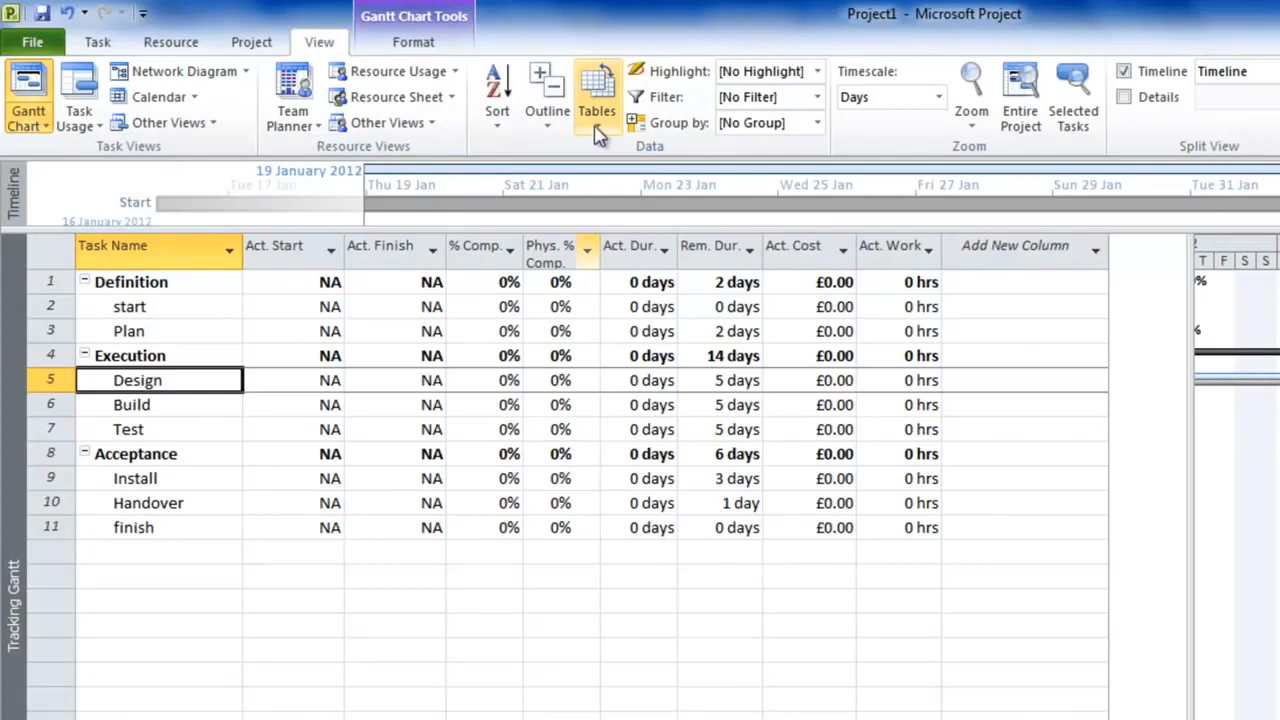 Gantt Chart Tools
Project1 - Microsoft Project
File Task Resource Project View Format
Gantt Chart
Task Usage
Network Diagram
Calendar
Other Views
Task Views
Team Planner
Resource Usage
Resource Sheet
Other Views
Resource Views
Sort
Outline
Tables
Highlight: [No Highlight]
Filter: [No Filter]
Group by: [No Group]
Data
Timescale:
Days
Zoom
Entire Project
Selected Tasks
Zoom
Timeline Timeline
Details
Split View
Timeline
19 January 2012
Tue 17 Jan Thu 19 Jan Sat 21 Jan Mon 23 Jan Wed 25 Jan Fri 27 Jan Sun 29 Jan Tue 31 Jan
Start
16 January 2012
Task Name Act. Start Act. Finish % Comp. Phys. % Comp. Act. Dur. Rem. Dur. Act. Cost Act. Work Add New Column
T F S S
1 Definition NA NA 0% 0% 0 days 2 days £0.00 0 hrs %
2 start NA NA 0% 0% 0 days 0 days £0.00 0 hrs
3 Plan NA NA 0% 0% 0 days 2 days £0.00 0 hrs %
4 Execution NA NA 0% 0% 0 days 14 days £0.00 0 hrs
5 Design NA NA 0% 0% 0 days 5 days £0.00 0 hrs
6 Build NA NA 0% 0% 0 days 5 days £0.00 0 hrs
7 Test NA NA 0% 0% 0 days 5 days £0.00 0 hrs
8 Acceptance NA NA 0% 0% 0 days 6 days £0.00 0 hrs
9 Install NA NA 0% 0% 0 days 3 days £0.00 0 hrs
10 Handover NA NA 0% 0% 0 days 1 day £0.00 0 hrs
11 finish NA NA 0% 0% 0 days 0 days £0.00 0 hrs
Tracking Gantt